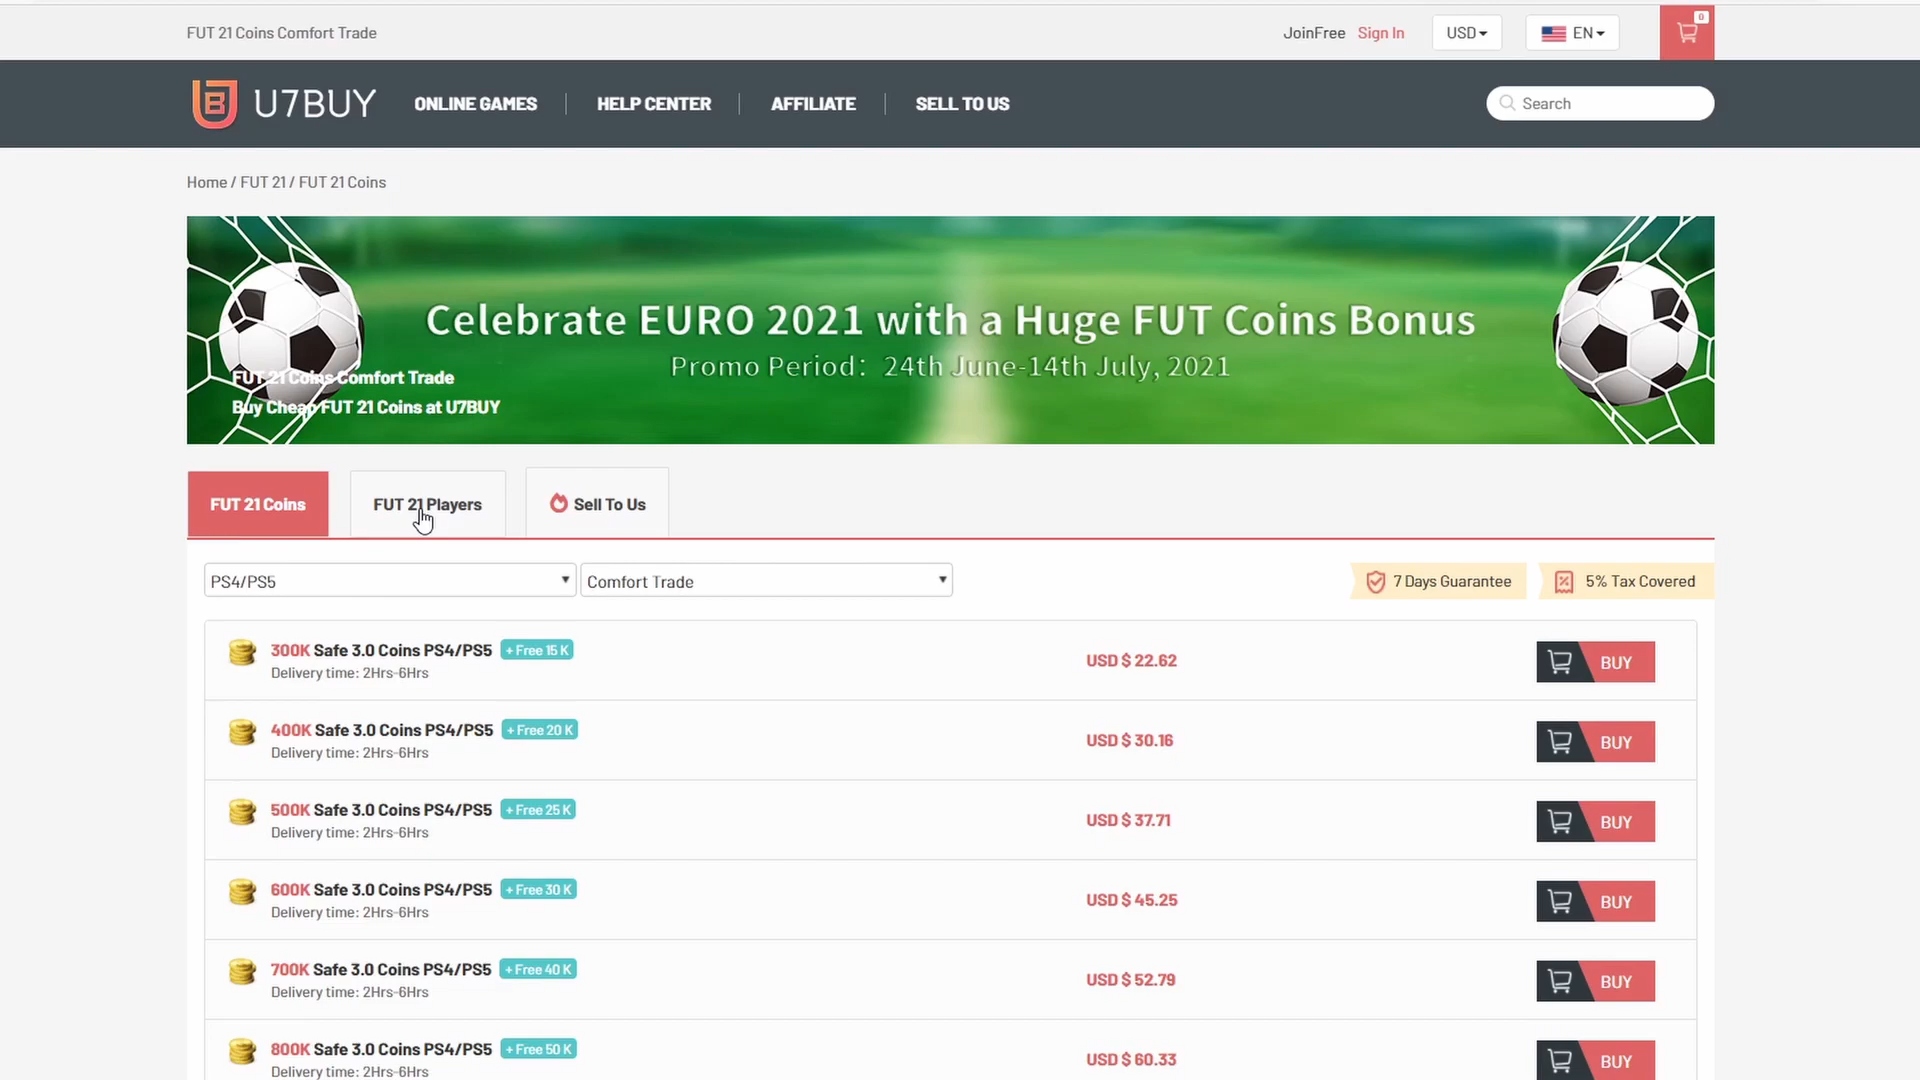 FUT 21 Coins Comfort Trade
JoinFree Sign In USD EN 0
U7BUY ONLINE GAMES HELP CENTER AFFILIATE SELL TO US Search
Home / FUT 21 / FUT 21 Coins
Celebrate EURO 2021 with a Huge FUT Coins Bonus
Promo Period: 24th June-14th July, 2021
FUT 21 Coins Comfort Trade
Buy Cheap FUT 21 Coins at U7BUY
FUT 21 Coins FUT 21 Players Sell To Us
PS4/PS5 Comfort Trade 7 Days Guarantee 5% Tax Covered
300K Safe 3.0 Coins PS4/PS5 + Free 15 K
Delivery time: 2Hrs-6Hrs
USD $ 22.62 BUY
400K Safe 3.0 Coins PS4/PS5 + Free 20 K
Delivery time: 2Hrs-6Hrs
USD $ 30.16 BUY
500K Safe 3.0 Coins PS4/PS5 + Free 25 K
Delivery time: 2Hrs-6Hrs
USD $ 37.71 BUY
600K Safe 3.0 Coins PS4/PS5 + Free 30 K
Delivery time: 2Hrs-6Hrs
USD $ 45.25 BUY
700K Safe 3.0 Coins PS4/PS5 + Free 40 K
Delivery time: 2Hrs-6Hrs
USD $ 52.79 BUY
800K Safe 3.0 Coins PS4/PS5 + Free 50 K
Delivery time: 2Hrs-6Hrs
USD $ 60.33 BUY